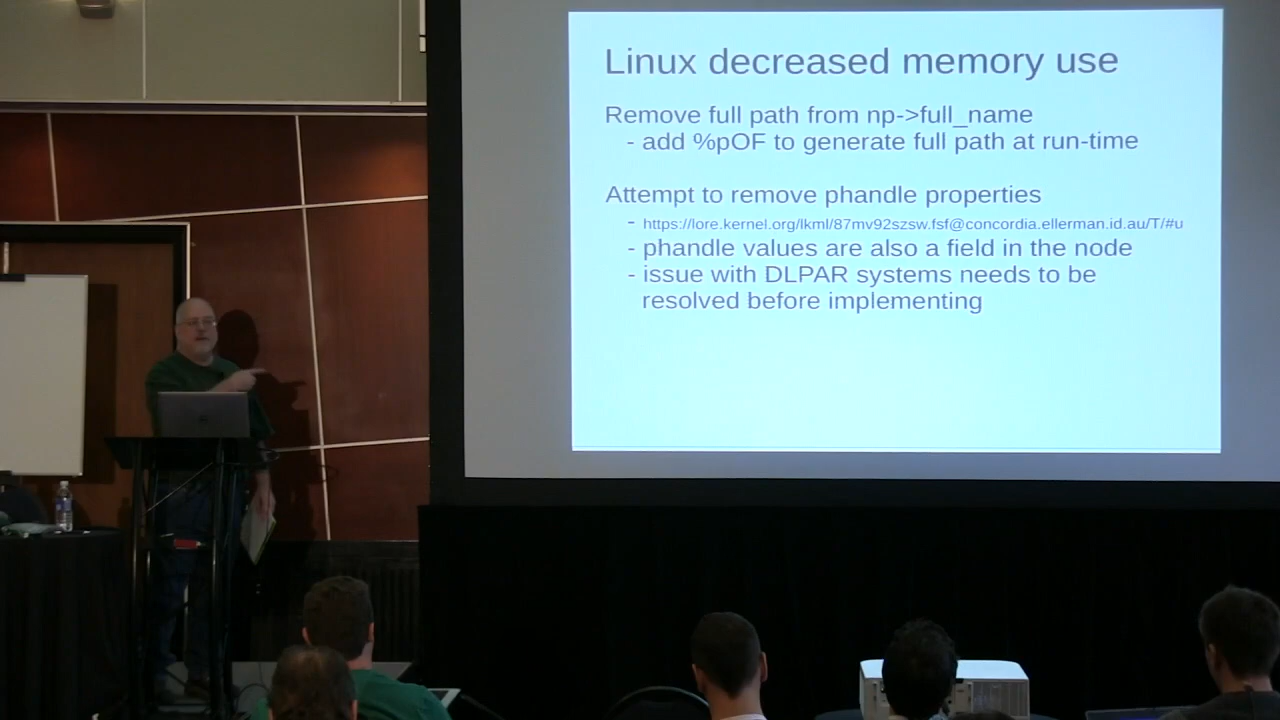 Linux decreased memory use
Remove full path from np->full_name
- add %pOF to generate full path at run-time
Attempt to remove phandle properties
- https://lore.kernel.org/lkml/87mv92szsw.fsf@concordia.ellerman.id.au/T/#u
- phandle values are also a field in the node
- issue with DLPAR systems needs to be
resolved before implementing